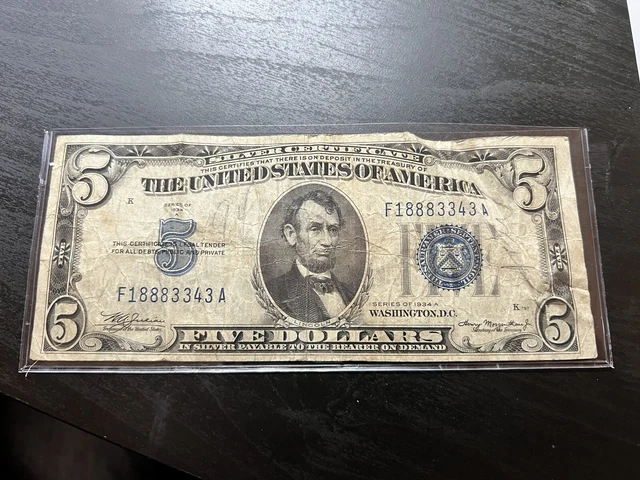 5 SILVER CERTIFICATE 5
THIS CERTIFIES THAT THERE IS ON DEPOSIT IN THE TREASURY OF
THE UNITED STATES OF AMERICA
K
SERIES OF
1934
F18883343A
5
THIS CERTIFICATE IS LEGAL TENDER
FOR ALL DEBTS PUBLIC AND PRIVATE
FIVE
F18883343A
LINCOLN
SERIES OF 1934 A
WASHINGTON, D.C.
K
5 FIVE DOLLARS 5
IN SILVER PAYABLE TO THE BEARER ON DEMAND